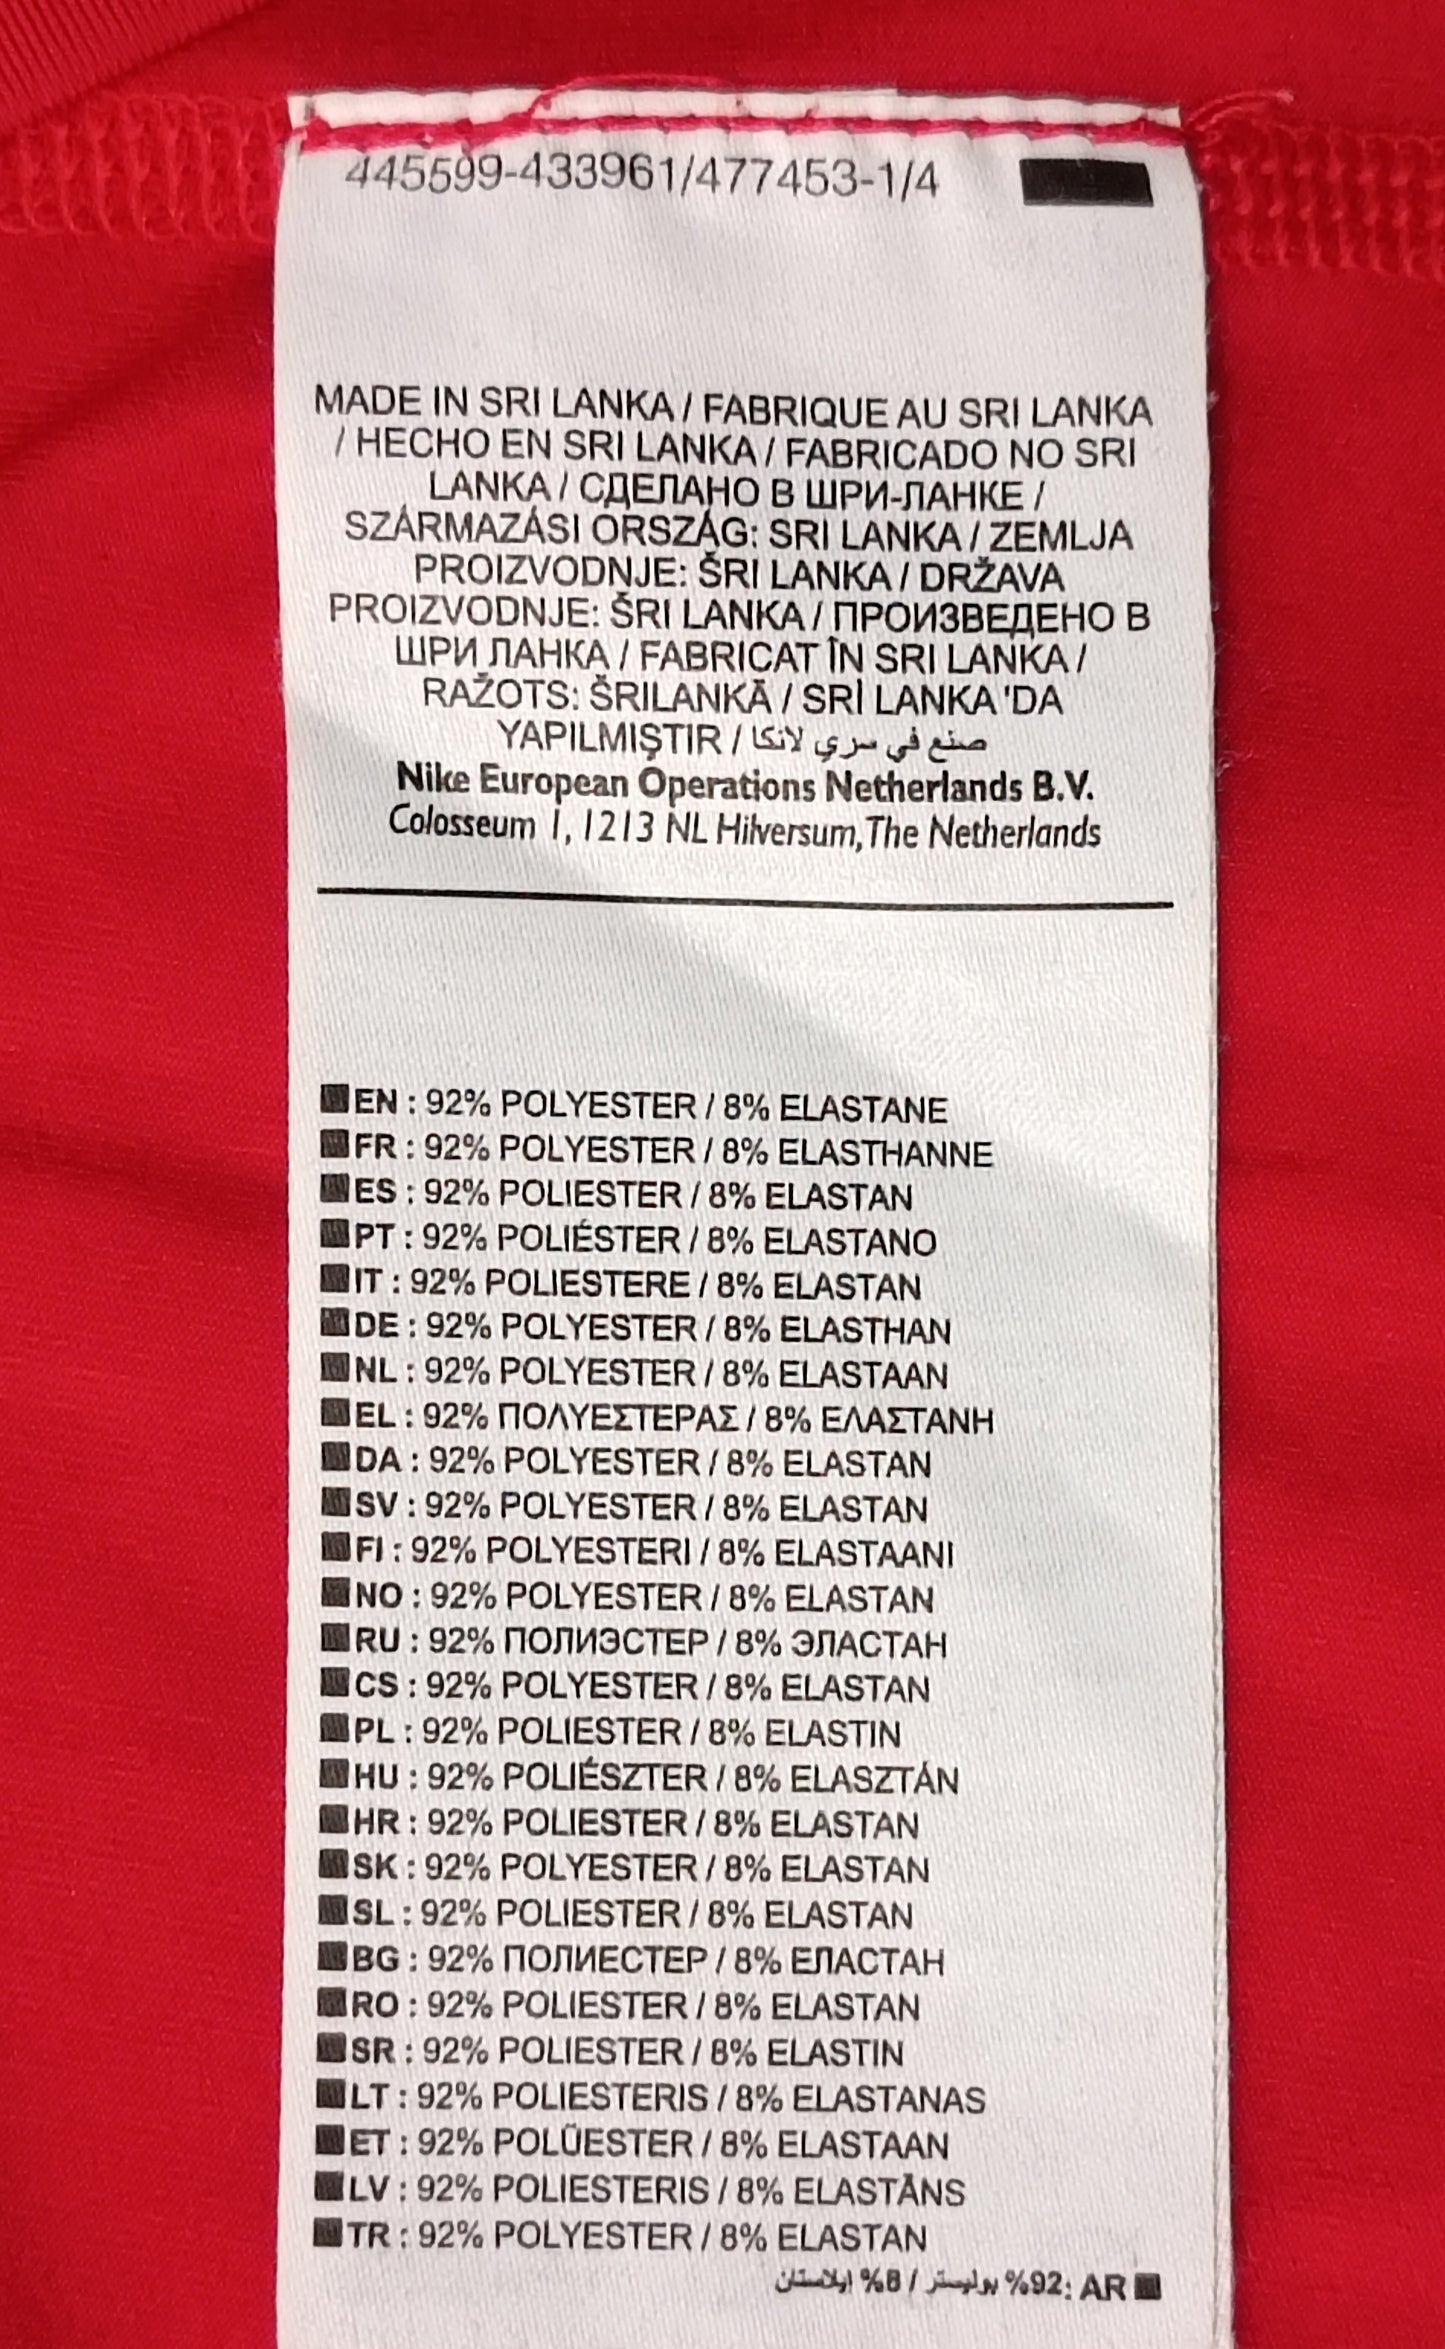 445599-433961/477453-1/4
MADE IN SRI LANKA / FABRIQUE AU SRI LANKA
/ HECHO EN SRI LANKA / FABRICADO NO SRI
LANKA / СДЕЛАНО В ШРИ-ЛАНКЕ /
SZÁRMAZÁSI ORSZÁG: SRI LANKA / ZEMLJA
PROIZVODNJE: ŠRI LANKA / DRŽAVA
PROIZVODNJE: ŠRI LANKA / ПРОИЗВЕДЕНО В
ШРИ ЛАНКА / FABRICAT ÎN SRI LANKA /
RAŽOTS: ŠRILANKĀ / SRİ LANKA 'DA
YAPILMIŞTIR / صنع في سري لانكا
Nike European Operations Netherlands B.V.
Colosseum 1, 1213 NL Hilversum, The Netherlands
EN : 92% POLYESTER / 8% ELASTANE
FR : 92% POLYESTER / 8% ELASTHANNE
ES : 92% POLIESTER / 8% ELASTAN
PT : 92% POLIÉSTER / 8% ELASTANO
IT : 92% POLIESTERE / 8% ELASTAN
DE : 92% POLYESTER / 8% ELASTHAN
NL : 92% POLYESTER / 8% ELASTAAN
EL : 92% ΠΟΛΥΕΣΤΕΡΑΣ / 8% ΕΛΑΣΤΑΝΗ
DA : 92% POLYESTER / 8% ELASTAN
SV : 92% POLYESTER / 8% ELASTAN
FI : 92% POLYESTERI / 8% ELASTAANI
NO : 92% POLYESTER / 8% ELASTAN
RU : 92% ПОЛИЭСТЕР / 8% ЭЛАСТАН
CS : 92% POLYESTER / 8% ELASTAN
PL : 92% POLIESTER / 8% ELASTIN
HU : 92% POLIÉSZTER / 8% ELASZTÁN
HR : 92% POLIESTER / 8% ELASTAN
SK : 92% POLYESTER / 8% ELASTAN
SL : 92% POLIESTER / 8% ELASTAN
BG : 92% ПОЛИЕСТЕР / 8% ЕЛАСТАН
RO : 92% POLIESTER / 8% ELASTAN
SR : 92% POLIESTER / 8% ELASTIN
LT : 92% POLIESTERIS / 8% ELASTANAS
ET : 92% POLÜESTER / 8% ELASTAAN
LV : 92% POLIESTERIS / 8% ELASTĀNS
TR : 92% POLYESTER / 8% ELASTAN
AR :92% بوليستر / 8% ايلاستان